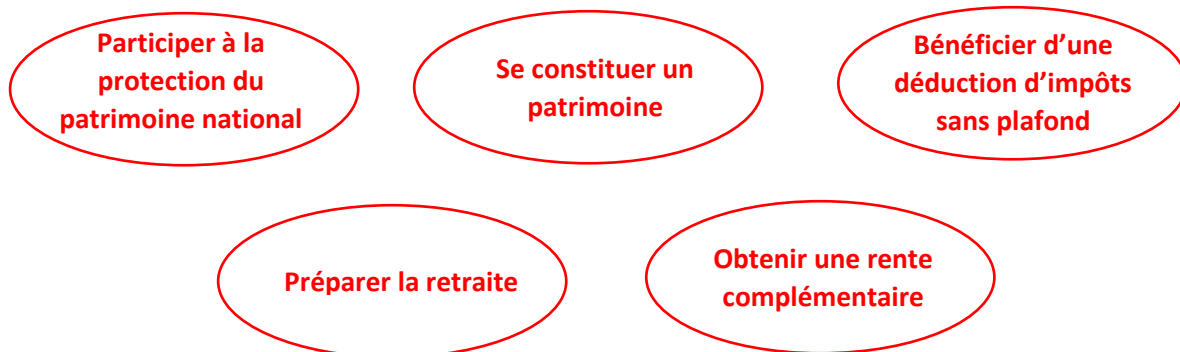 Participer à la
protection du
patrimoine national
Se constituer un
patrimoine
Bénéficier d'une
déduction d'impôts
sans plafond
Préparer la retraite
Obtenir une rente
complémentaire